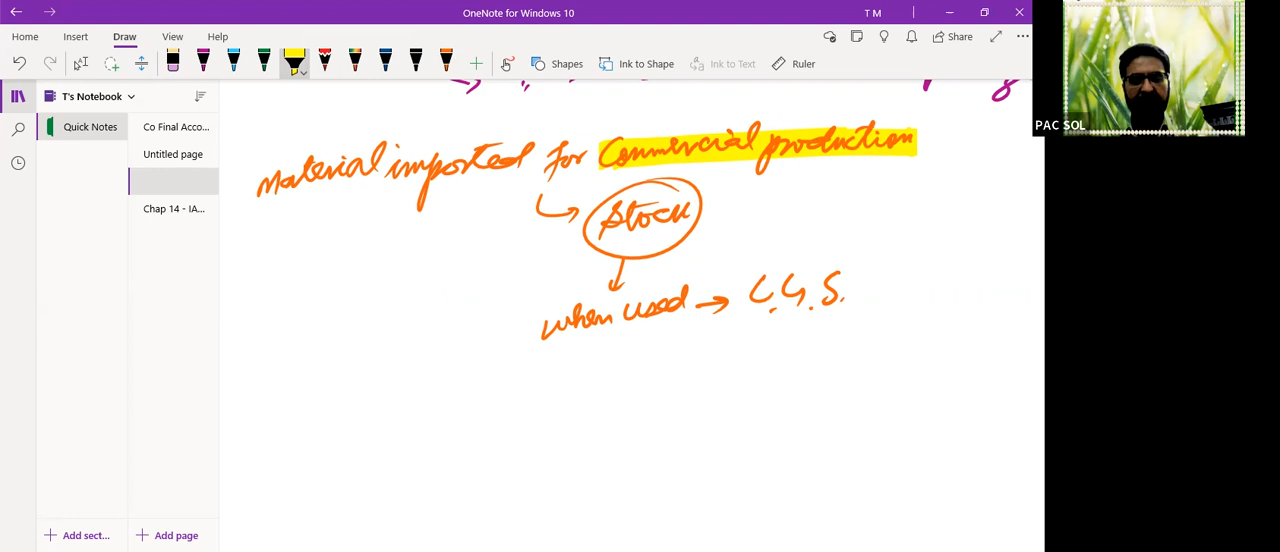 OneNote for Windows 10
T M
Home Insert Draw View Help
Share
Shapes
Ink to Shape
Ink to Text
Ruler
T's Notebook
Quick Notes
Co Final Acco...
Untitled page
Chap 14 - IA...
Material imported for Commercial production
Stock
when used → C.G.S.
Add sect...
Add page
PAC SOL